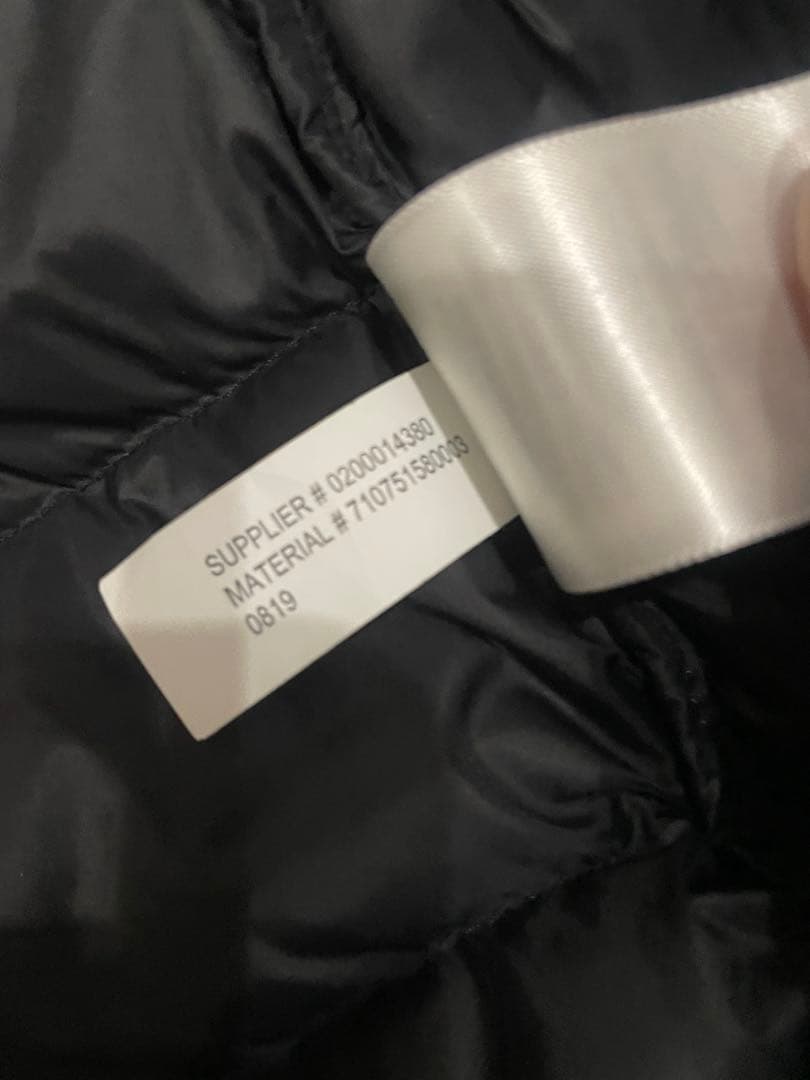 SUPPLIER # 0200014380
MATERIAL # 710751580003
0819